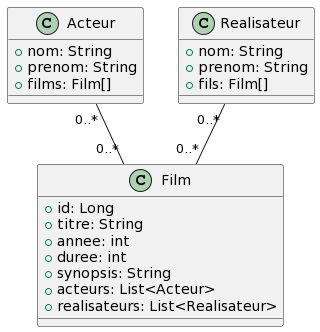 C Acteur
nom: String
prenom: String
films: Film[]
C Realisateur
nom: String
prenom: String
fils: Film[]
0..*
0..*
0..*
0..*
C Film
id: Long
titre: String
annee: int
duree: int
synopsis: String
acteurs: List<Acteur>
realisateurs: List<Realisateur>